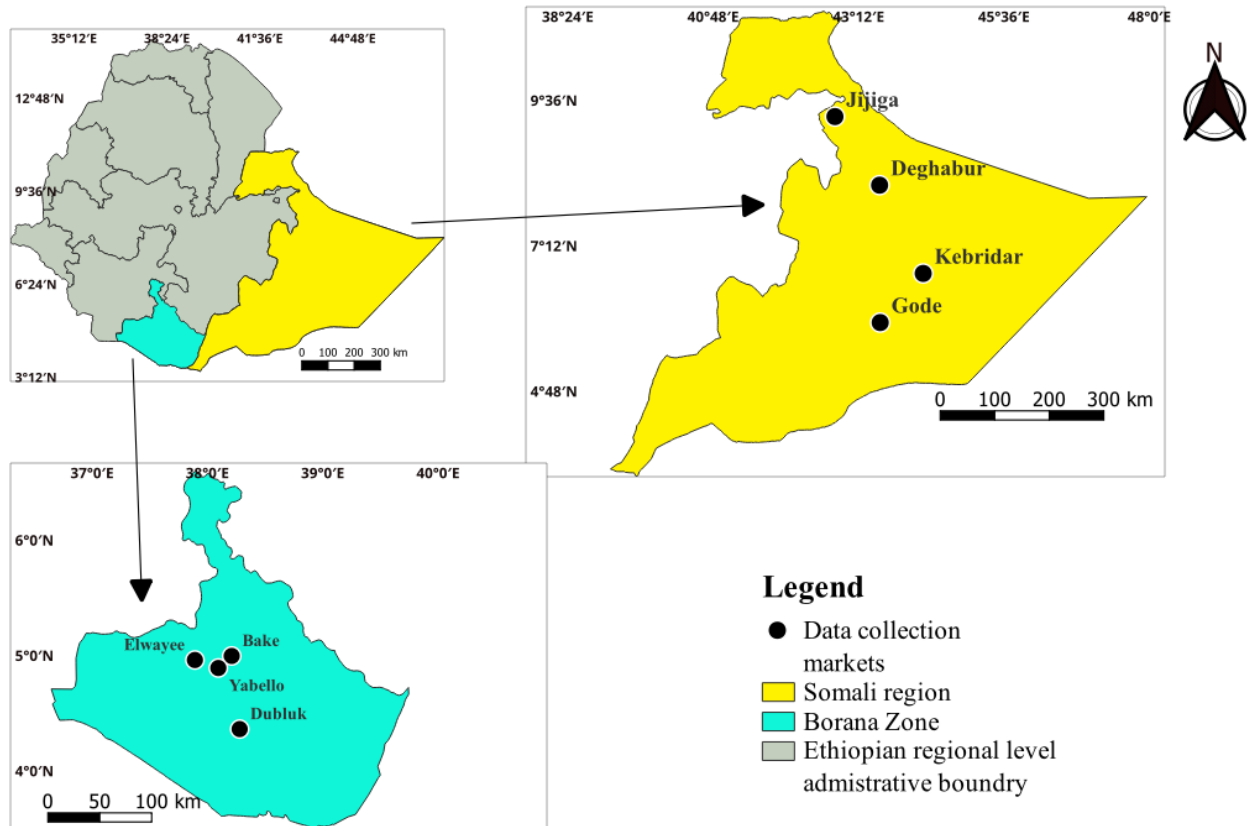 35°12′E 38°24′E 41°36′E 44°48′E
12°48′N
9°36′N
6°24′N
3°12′N
0 100 200 300 km
38°24′E 40°48′E 43°12′E 45°36′E 48°0′E
9°36′N
7°12′N
4°48′N
Jijiga
Deghabur
Kebridar
Gode
0 100 200 300 km
N
37°0′E 38°0′E 39°0′E 40°0′E
6°0′N
5°0′N
4°0′N
Elwayee
Bake
Yabello
Dubluk
0 50 100 km
Legend
Data collection
markets
Somali region
Borana Zone
Ethiopian regional level
admistrative boundry